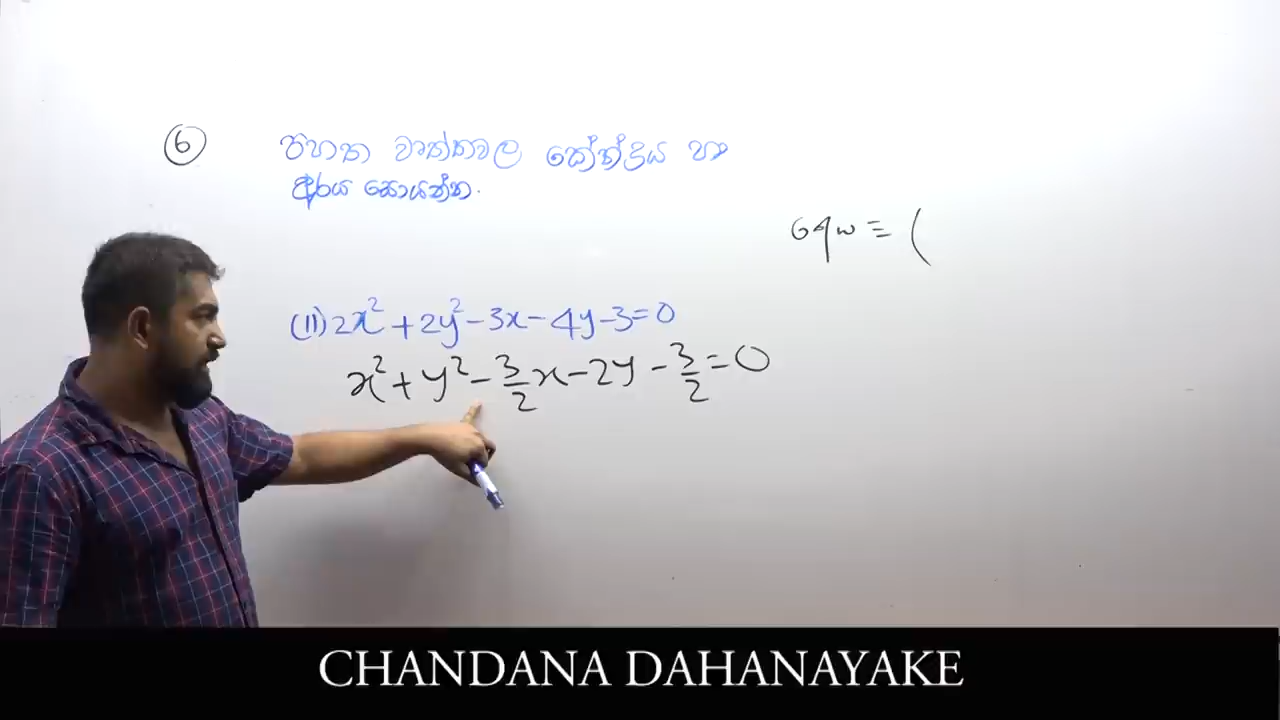 ⑥ පහත වෘත්තවල කේන්ද්‍රය හා
අරය සොයන්න.
(II) 2x² + 2y² - 3x - 4y - 3 = 0
x² + y² - 3/2 x - 2y - 3/2 = 0
≡ (
CHANDANA DAHANAYAKE